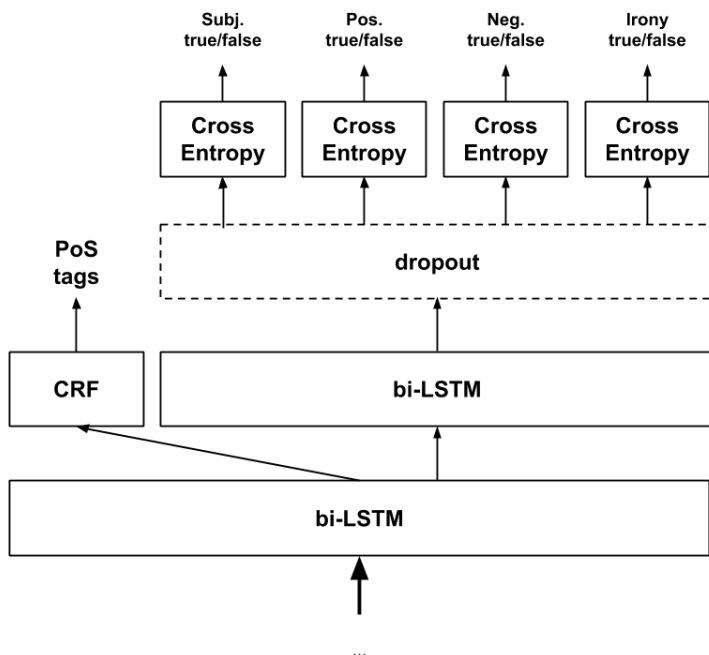 Subj.
true/false
Pos.
true/false
Neg.
true/false
Irony
true/false
Cross
Entropy
Cross
Entropy
Cross
Entropy
Cross
Entropy
PoS
tags
dropout
CRF
bi-LSTM
bi-LSTM
...